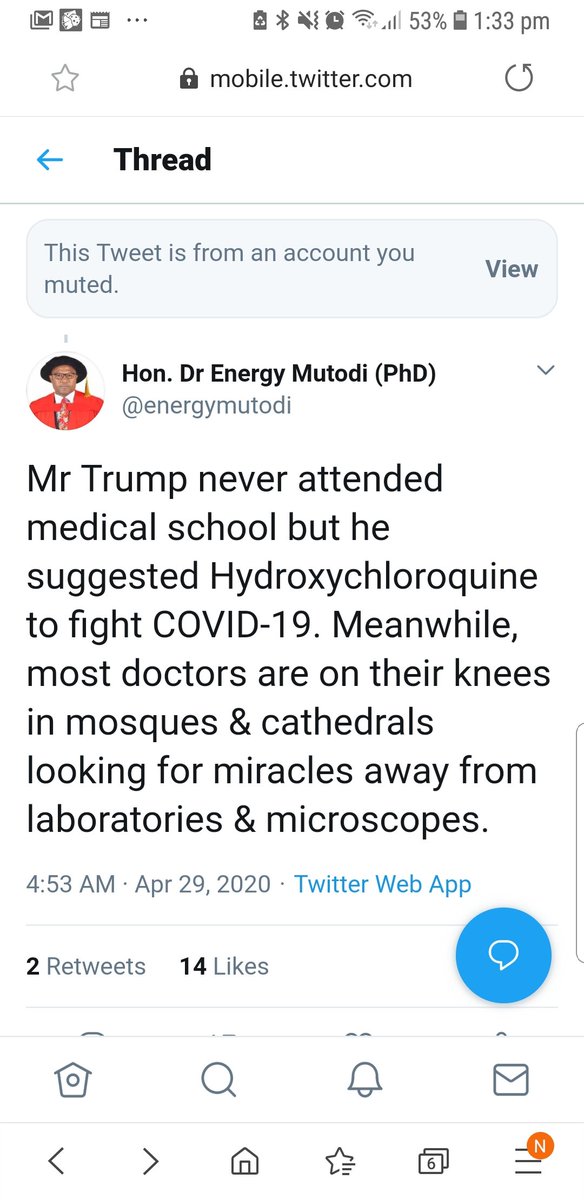 53% 1:33 pm
mobile.twitter.com
Thread
This Tweet is from an account you
muted.
View
Hon. Dr Energy Mutodi (PhD)
@energymutodi
Mr Trump never attended
medical school but he
suggested Hydroxychloroquine
to fight COVID-19. Meanwhile,
most doctors are on their knees
in mosques & cathedrals
looking for miracles away from
laboratories & microscopes.
4:53 AM · Apr 29, 2020 · Twitter Web App
2 Retweets 14 Likes
6
N